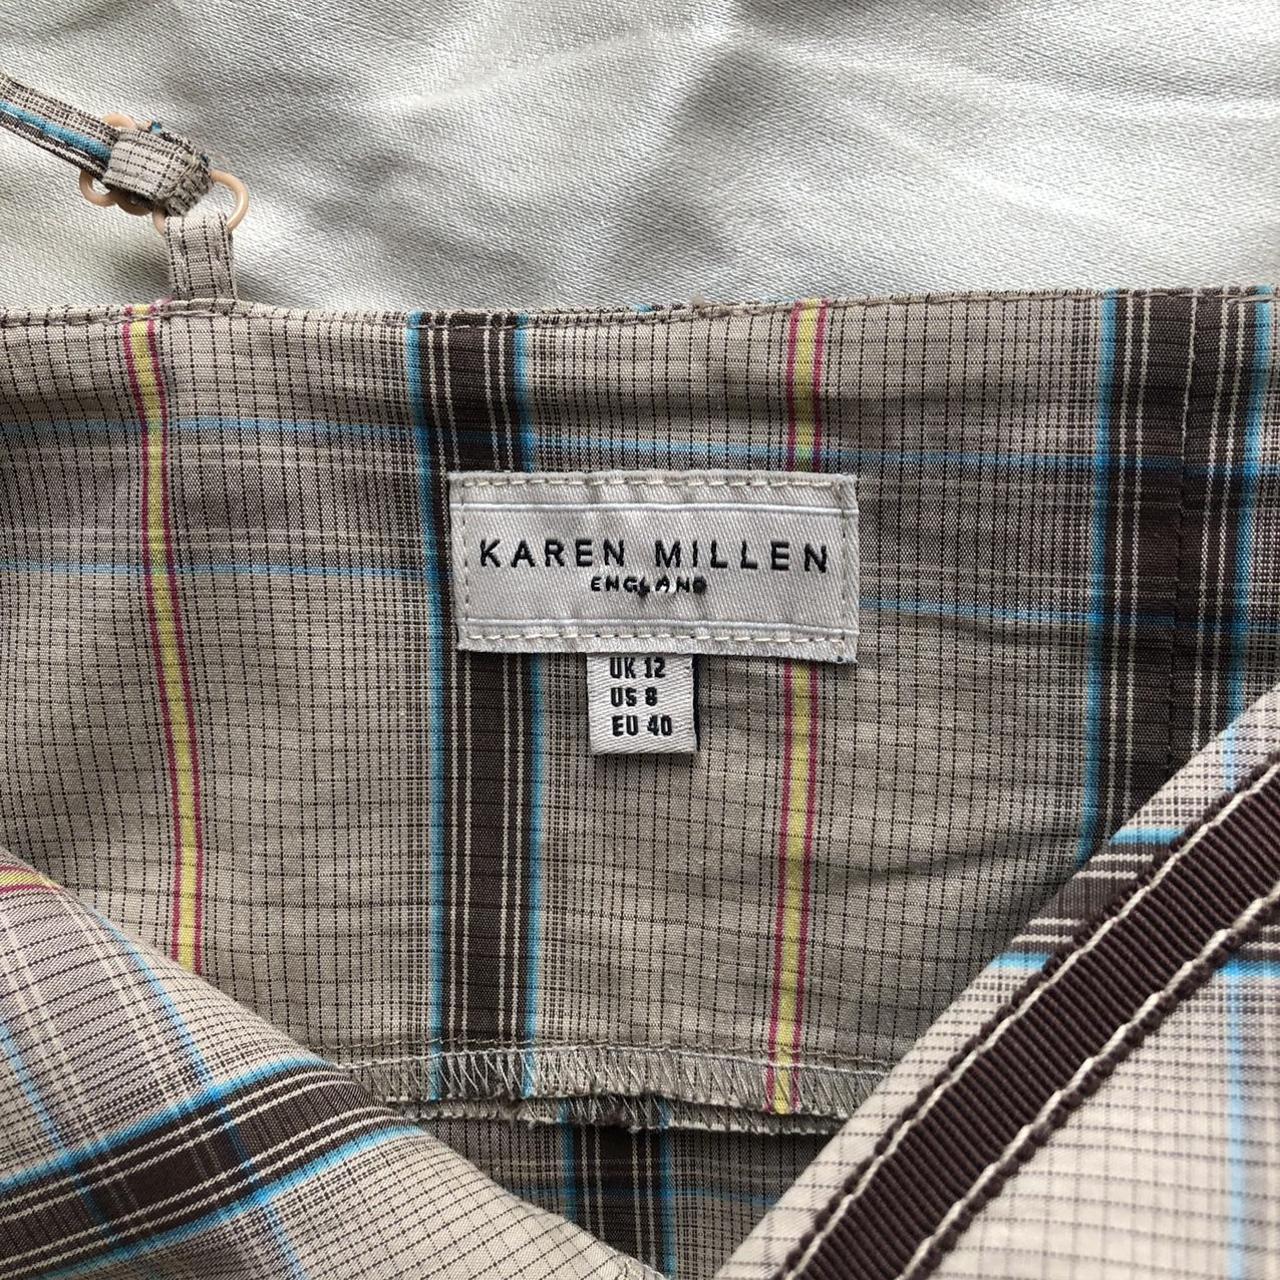 KAREN MILLEN
ENGLAND
UK 12
US 8
EU 40